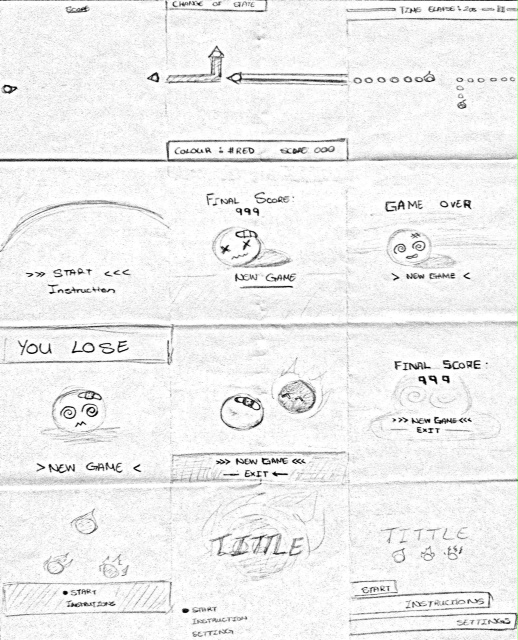 SCORE
CHANGE OF STATE
COLOUR : #RED SCORE 000
TIME ELAPSE : 20s
>>> START <<<
Instruction
FINAL SCORE:
999
NEW GAME
GAME OVER
> NEW GAME <
YOU LOSE
> NEW GAME <
>>> NEW GAME <<<
EXIT
FINAL SCORE:
999
>>> NEW GAME <<<
EXIT
START
INSTRUCTIONS
TITTLE
START
INSTRUCTION
SETTING
TITTLE
START
INSTRUCTIONS
SETTINGS